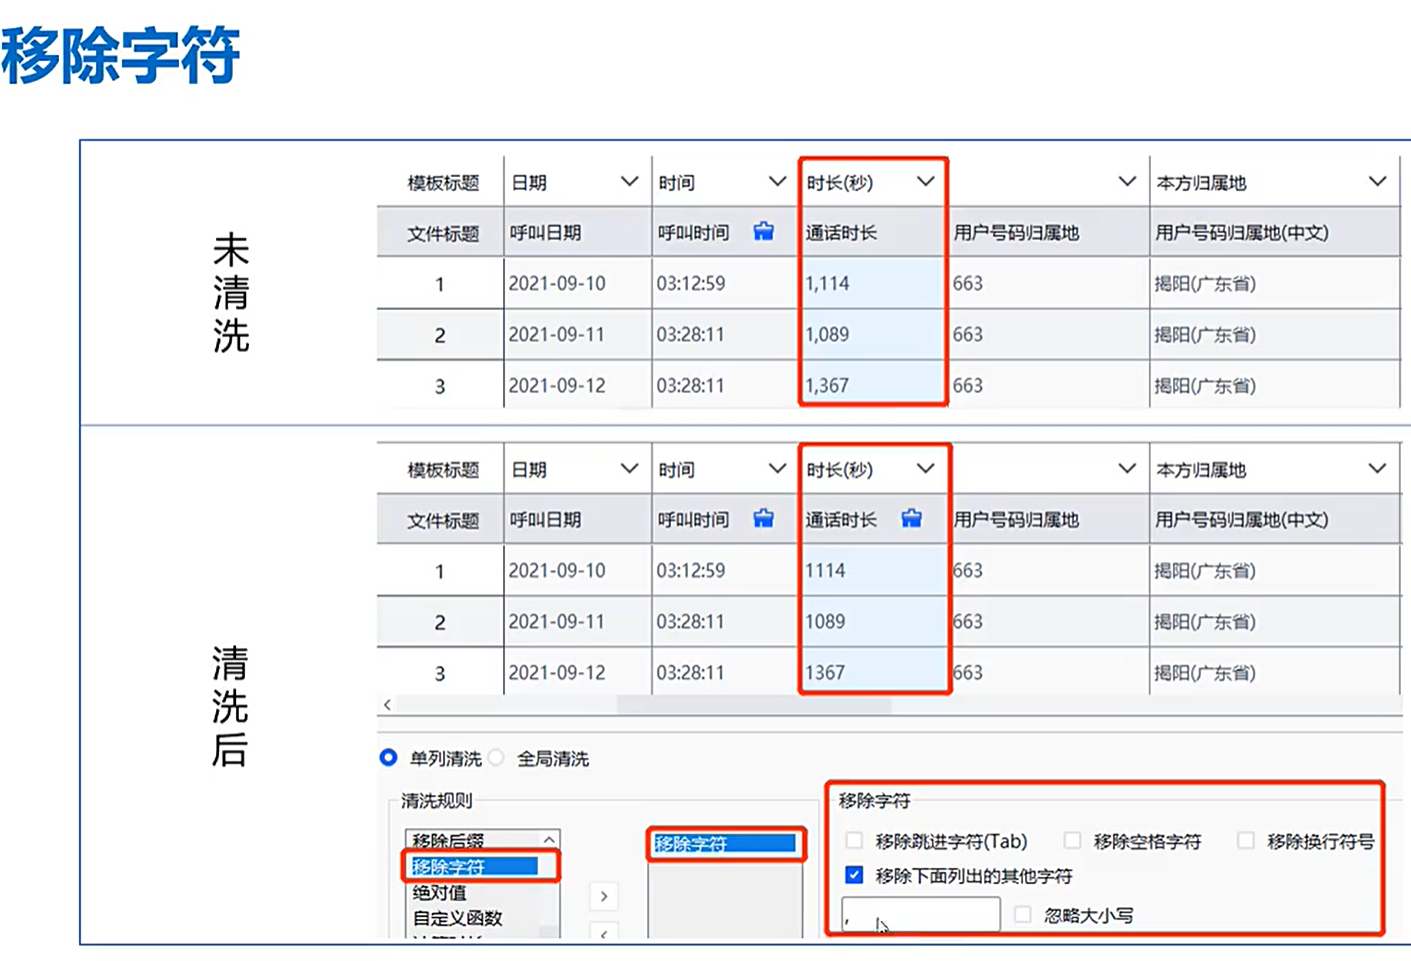 移除字符
未清洗
模板标题 日期 时间 时长(秒) 本方归属地
文件标题 呼叫日期 呼叫时间 通话时长 用户号码归属地 用户号码归属地(中文)
1 2021-09-10 03:12:59 1,114 663 揭阳(广东省)
2 2021-09-11 03:28:11 1,089 663 揭阳(广东省)
3 2021-09-12 03:28:11 1,367 663 揭阳(广东省)
清洗后
模板标题 日期 时间 时长(秒) 本方归属地
文件标题 呼叫日期 呼叫时间 通话时长 用户号码归属地 用户号码归属地(中文)
1 2021-09-10 03:12:59 1114 663 揭阳(广东省)
2 2021-09-11 03:28:11 1089 663 揭阳(广东省)
3 2021-09-12 03:28:11 1367 663 揭阳(广东省)
单列清洗 全局清洗
清洗规则 移除字符
移除后缀 移除字符 移除跳进字符(Tab) 移除空格字符 移除换行符号
移除字符 移除下面列出的其他字符
绝对值
自定义函数 , 忽略大小写